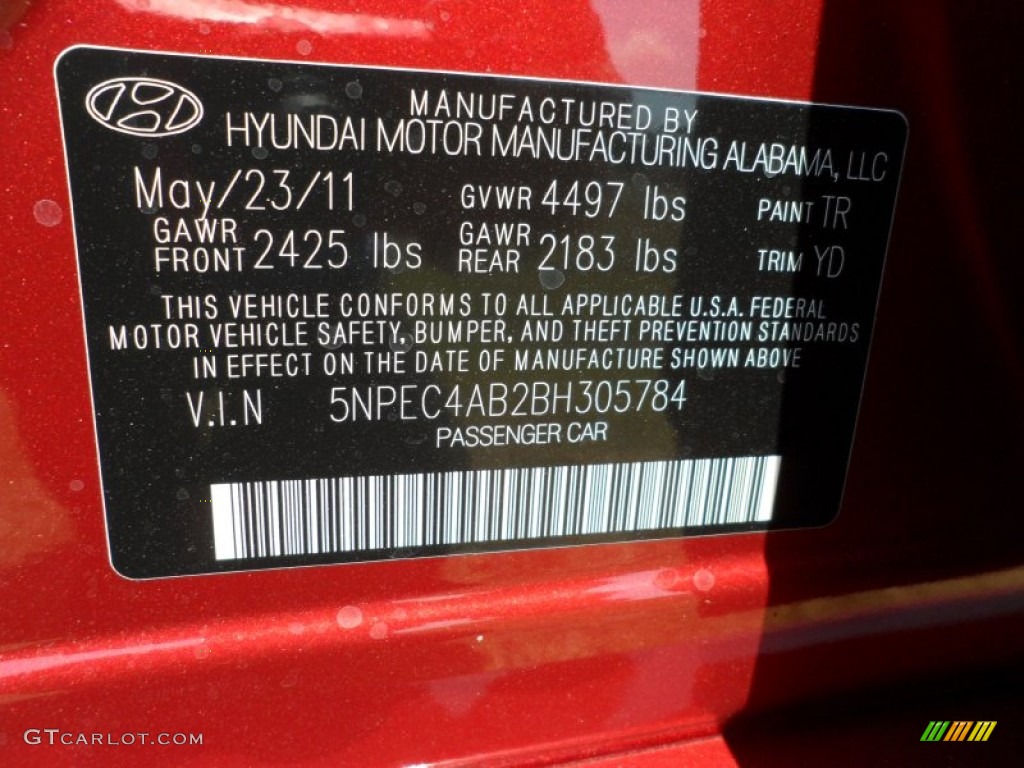 MANUFACTURED BY
HYUNDAI MOTOR MANUFACTURING ALABAMA, LLC
May/23/11 GVWR 4497 lbs PAINT TR
GAWR FRONT 2425 lbs GAWR REAR 2183 lbs TRIM YD
THIS VEHICLE CONFORMS TO ALL APPLICABLE U.S.A. FEDERAL
MOTOR VEHICLE SAFETY, BUMPER, AND THEFT PREVENTION STANDARDS
IN EFFECT ON THE DATE OF MANUFACTURE SHOWN ABOVE
V.I.N 5NPEC4AB2BH305784
PASSENGER CAR
GTCARLOT.COM